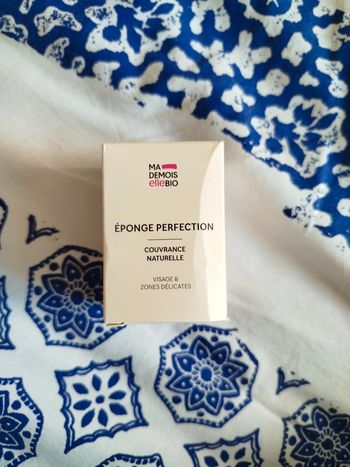 MA
DEMOIS
elleBIO
ÉPONGE PERFECTION
COUVRANCE
NATURELLE
VISAGE &
ZONES DÉLICATES